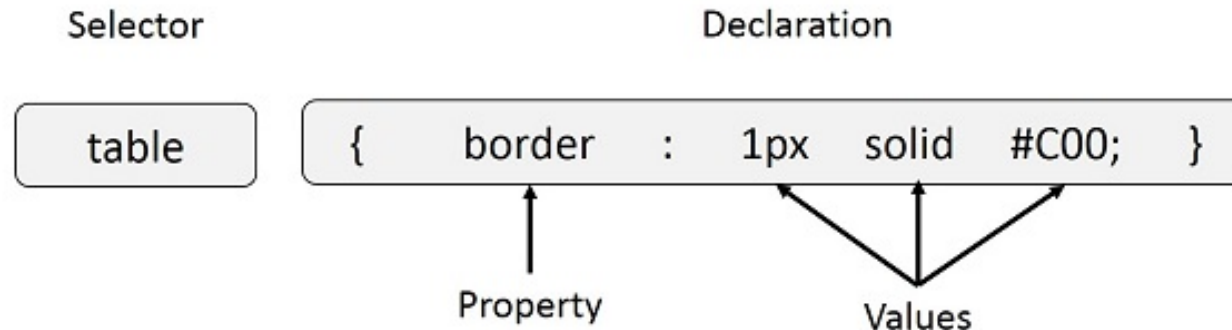 Selector Declaration
table { border : 1px solid #C00; }
Property Values